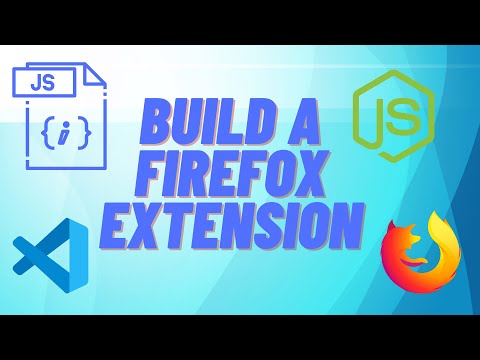 JS
{i}
BUILD A
FIREFOX
EXTENSION
JS